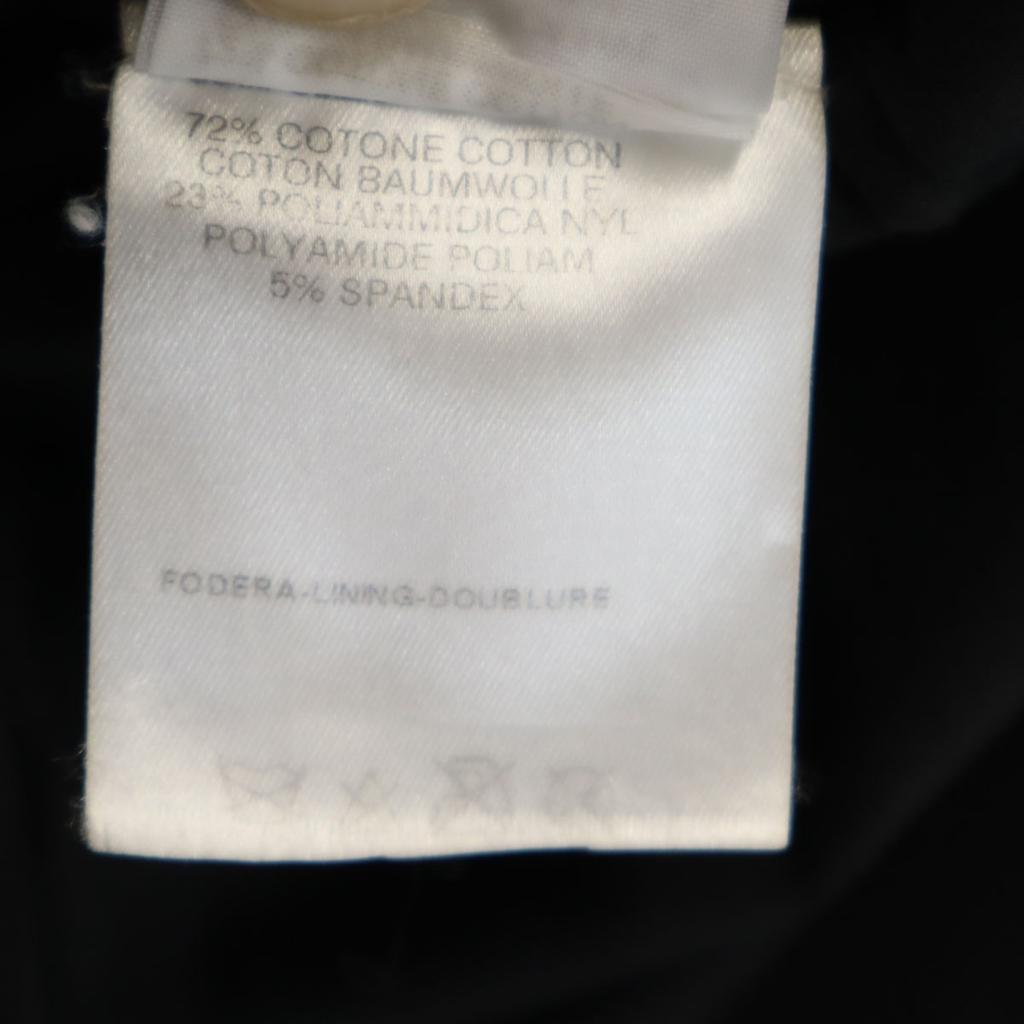 72% COTONE COTTON
COTON BAUMWOLLE
23% POLIAMMIDICA NYL
POLYAMIDE POLIAM
5% SPANDEX
FODERA-LINING-DOUBLURE